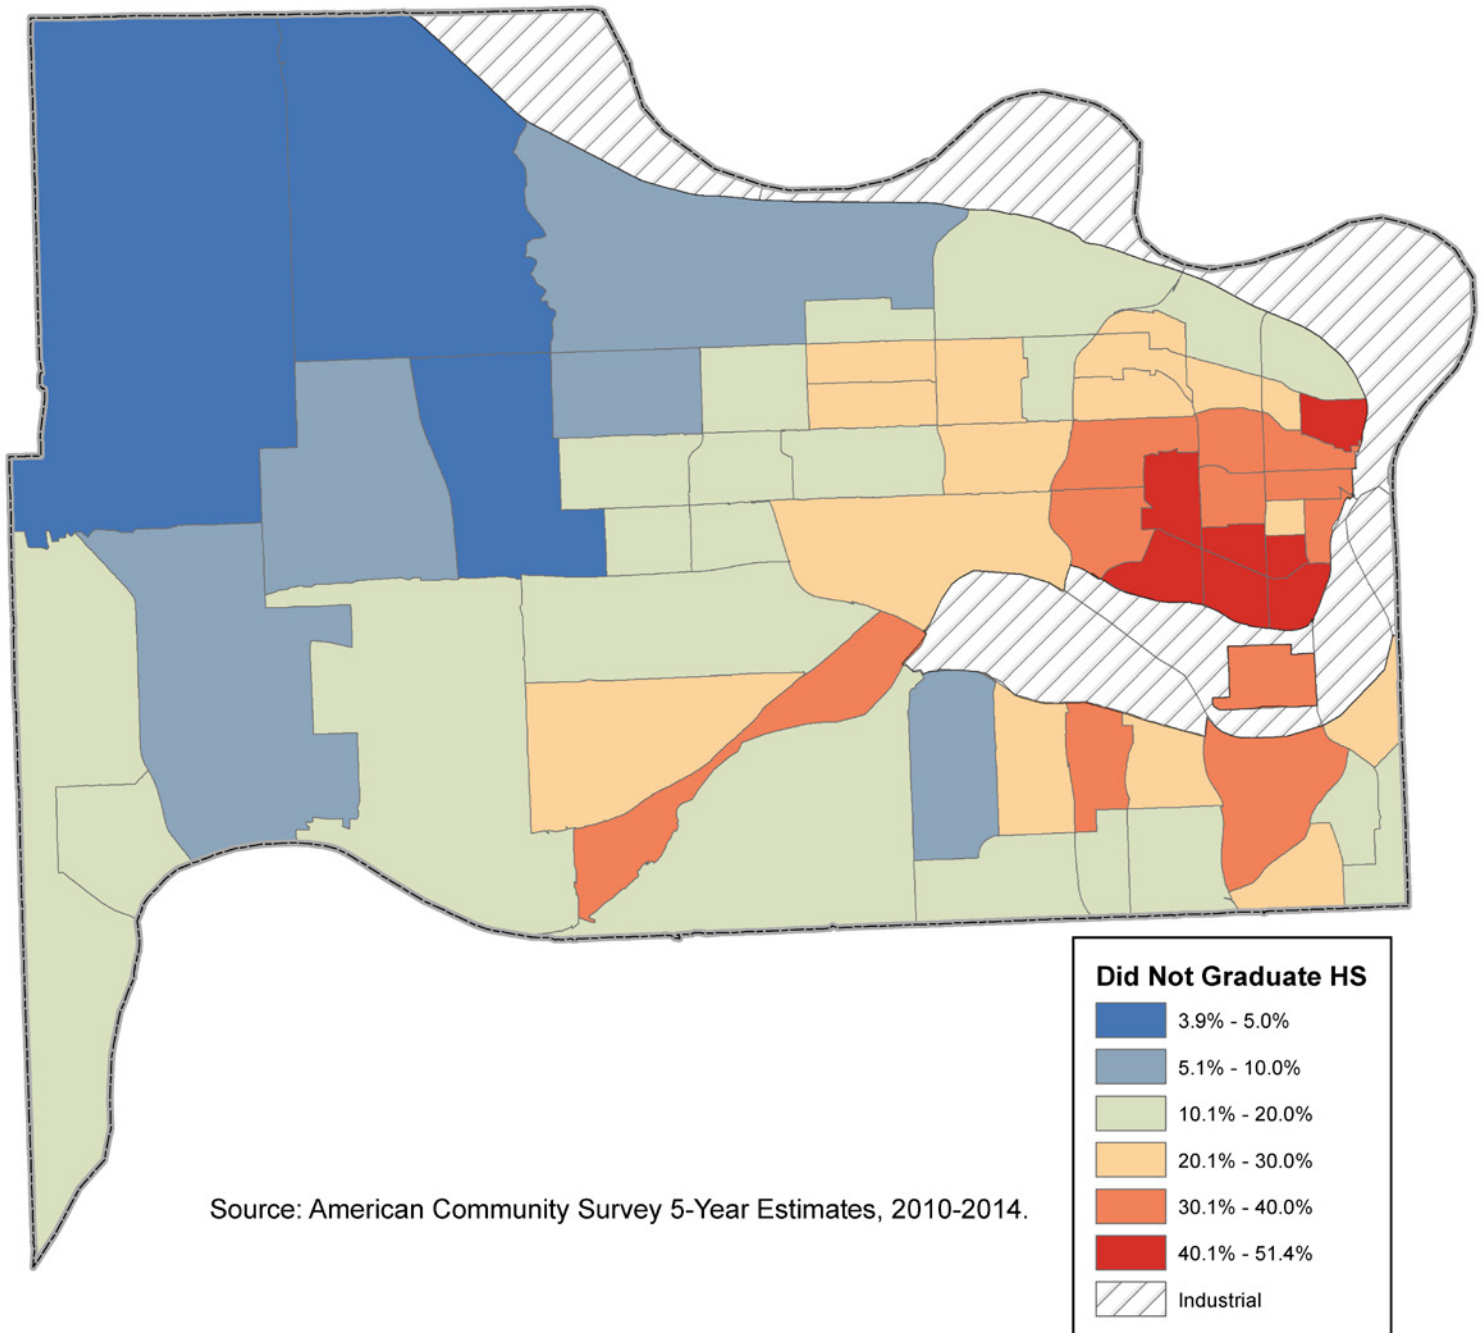 Did Not Graduate HS
3.9% - 5.0%
5.1% - 10.0%
10.1% - 20.0%
20.1% - 30.0%
30.1% - 40.0%
40.1% - 51.4%
Industrial
Source: American Community Survey 5-Year Estimates, 2010-2014.